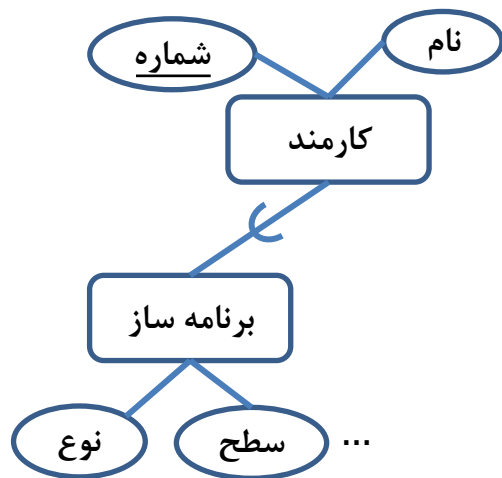 نام
شماره
کارمند
برنامه ساز
نوع
سطح
...